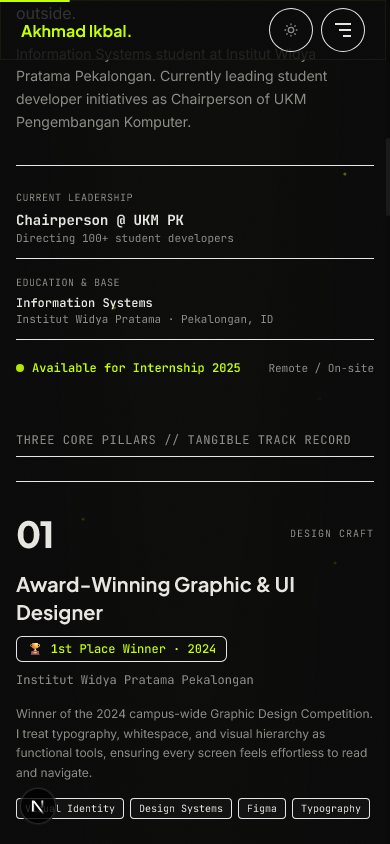 outside.
Akhmad Ikbal.
Information Systems student at Institut Widya
Pratama Pekalongan. Currently leading student
developer initiatives as Chairperson of UKM
Pengembangan Komputer.
CURRENT LEADERSHIP
Chairperson @ UKM PK
Directing 100+ student developers
EDUCATION & BASE
Information Systems
Institut Widya Pratama · Pekalongan, ID
Available for Internship 2025 Remote / On-site
THREE CORE PILLARS // TANGIBLE TRACK RECORD
01 DESIGN CRAFT
Award-Winning Graphic & UI
Designer
1st Place Winner · 2024
Institut Widya Pratama Pekalongan
Winner of the 2024 campus-wide Graphic Design Competition.
I treat typography, whitespace, and visual hierarchy as
functional tools, ensuring every screen feels effortless to read
and navigate.
N Identity Design Systems Figma Typography